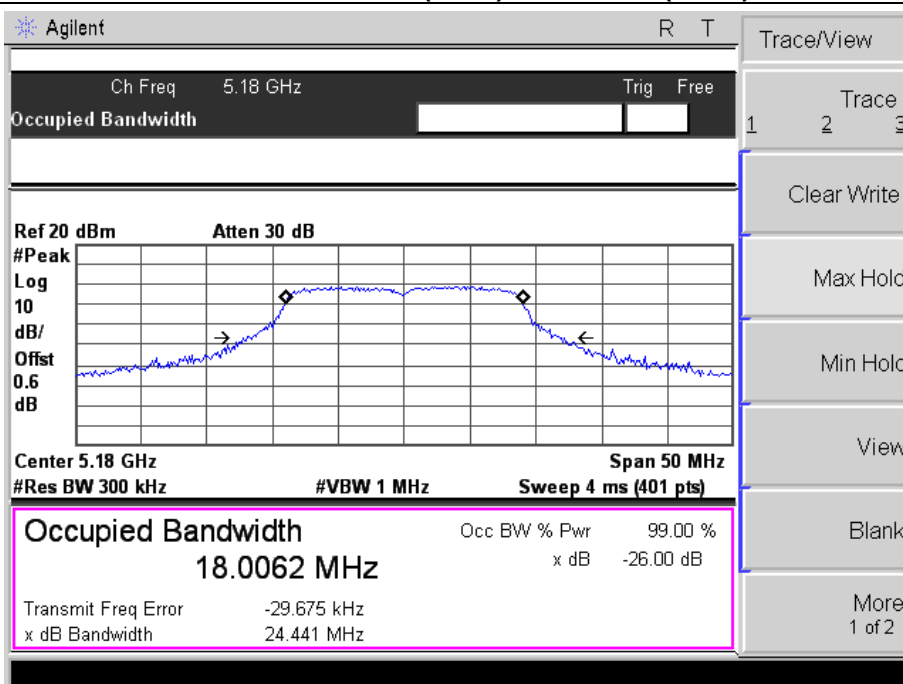 Agilent R T
Trace/View
Ch Freq 5.18 GHz Trig Free
Occupied Bandwidth
Trace
1 2 3
Clear Write
Ref 20 dBm Atten 30 dB
#Peak
Log
10
dB/
Offst
0.6
dB
Max Hold
Min Hold
View
Center 5.18 GHz Span 50 MHz
#Res BW 300 kHz #VBW 1 MHz Sweep 4 ms (401 pts)
Occupied Bandwidth
18.0062 MHz
Occ BW % Pwr 99.00 %
x dB -26.00 dB
Transmit Freq Error -29.675 kHz
x dB Bandwidth 24.441 MHz
Blank
More
1 of 2